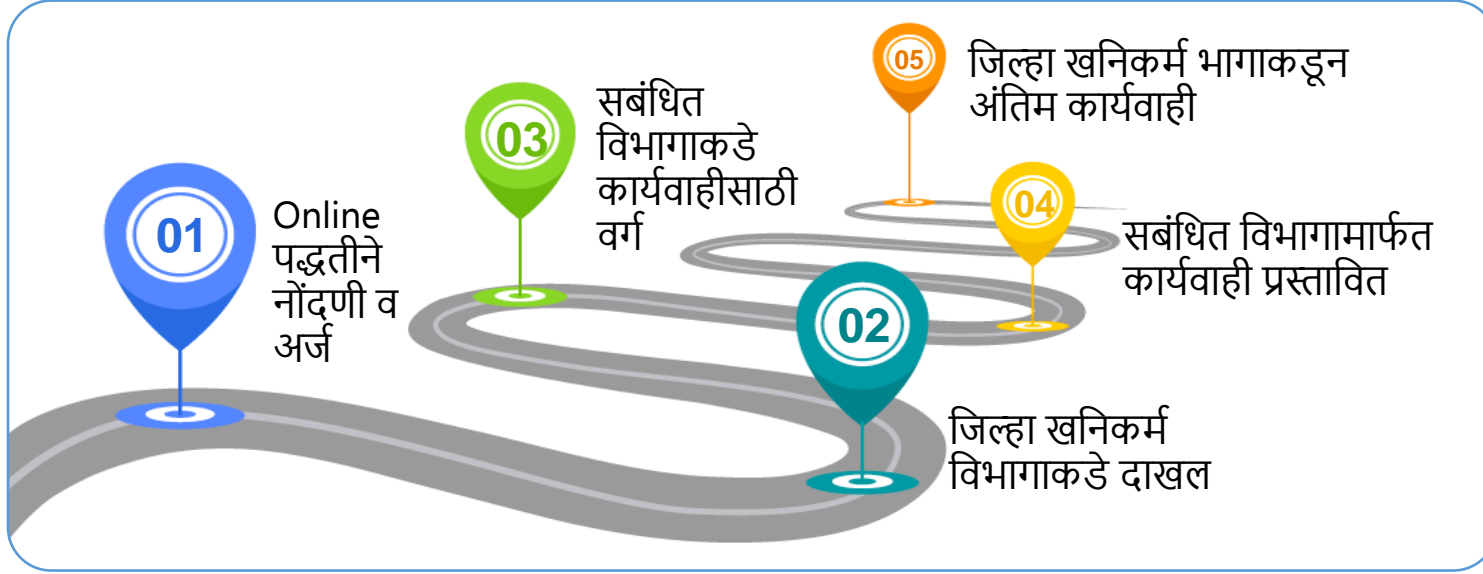 01
Online
पद्धतीने
नोंदणी व
अर्ज
02
जिल्हा खनिकर्म
विभागाकडे दाखल
03
सबंधित
विभागाकडे
कार्यवाहीसाठी
वर्ग
04
सबंधित विभागामार्फत
कार्यवाही प्रस्तावित
05
जिल्हा खनिकर्म भागाकडून
अंतिम कार्यवाही